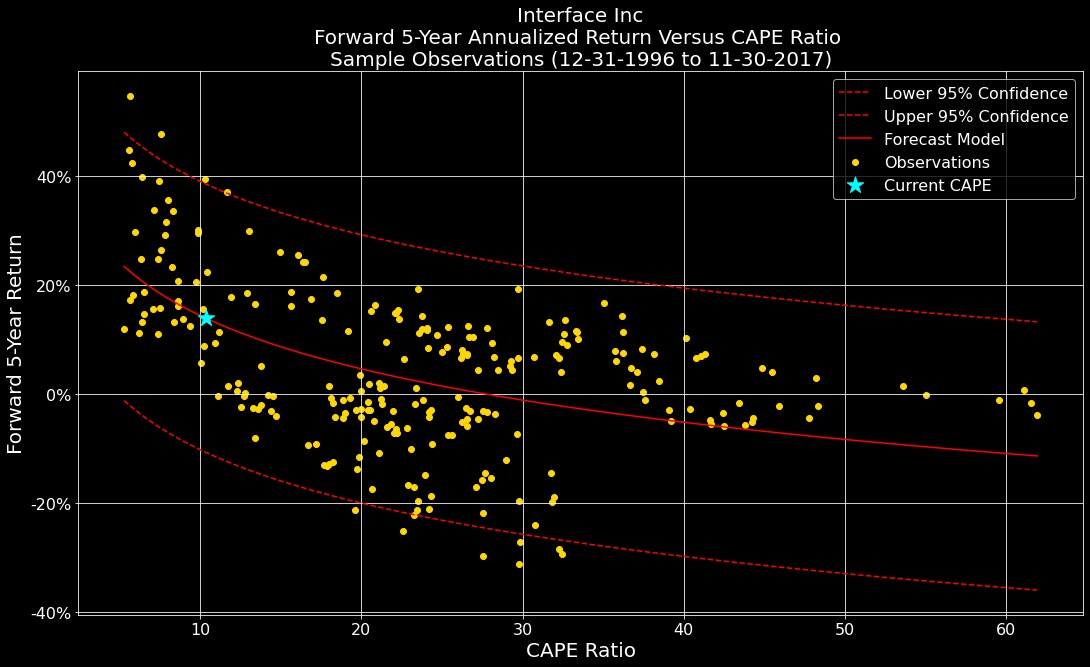 Interface Inc
Forward 5-Year Annualized Return Versus CAPE Ratio
Sample Observations (12-31-1996 to 11-30-2017)
Lower 95% Confidence
Upper 95% Confidence
Forecast Model
Observations
Current CAPE
Forward 5-Year Return
40%
20%
0%
-20%
-40%
10 20 30 40 50 60
CAPE Ratio